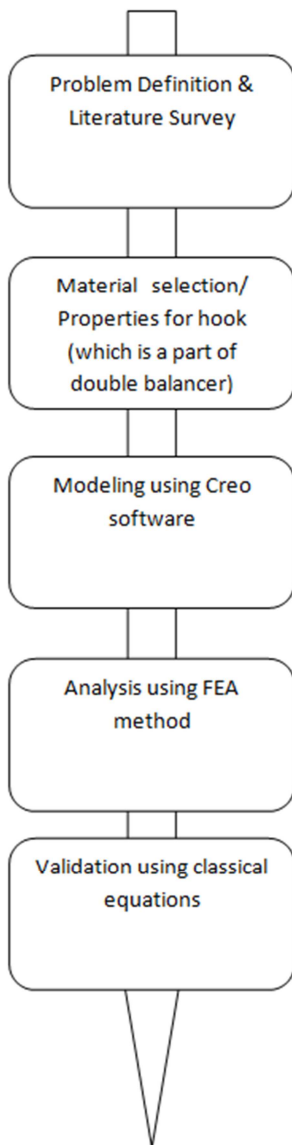 Problem Definition &
Literature Survey
Material selection/
Properties for hook
(which is a part of
double balancer)
Modeling using Creo
software
Analysis using FEA
method
Validation using classical
equations